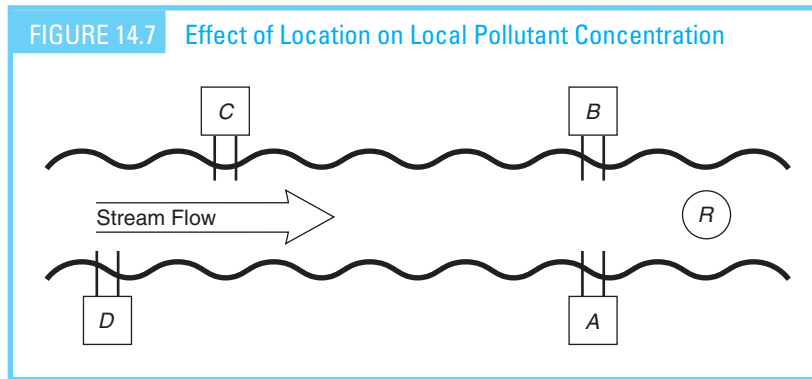 FIGURE 14.7 Effect of Location on Local Pollutant Concentration
C
B
Stream Flow
R
D
A